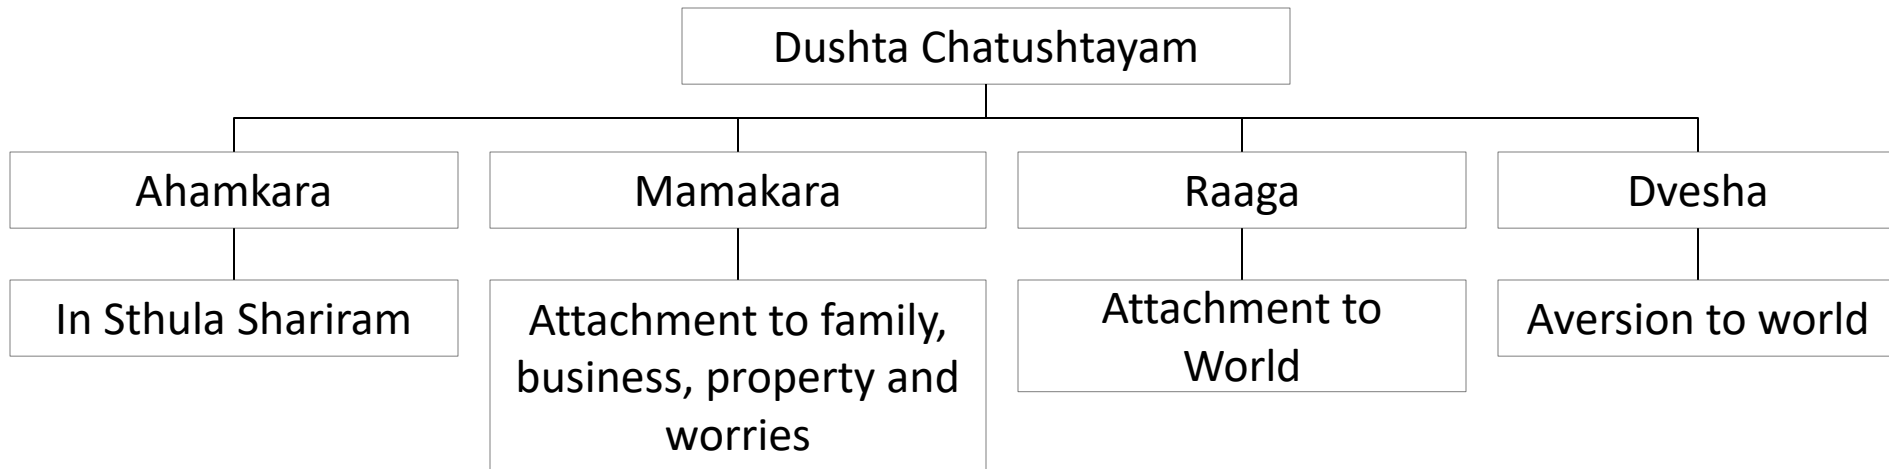 Dushta Chatushtayam
Ahamkara
Mamakara
Raaga
Dvesha
In Sthula Shariram
Attachment to family,
business, property and
worries
Attachment to
World
Aversion to world